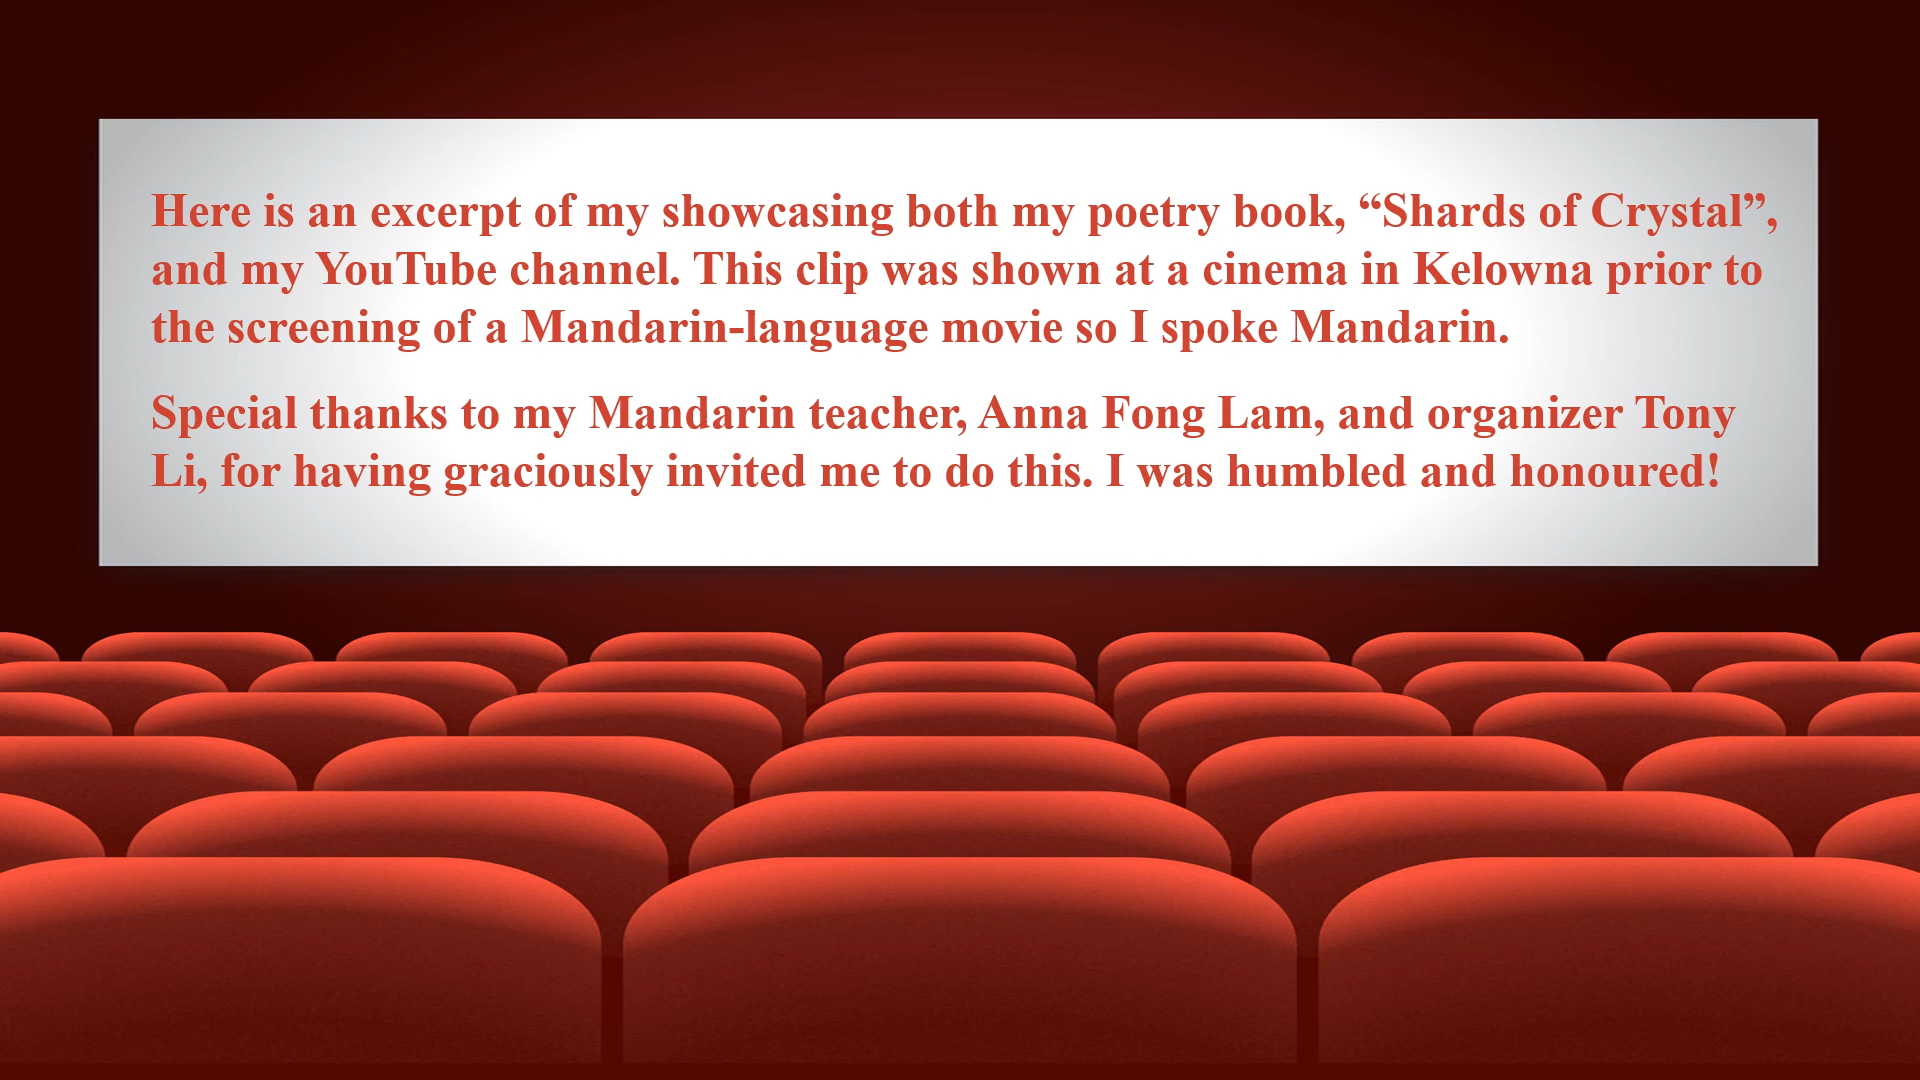 Here is an excerpt of my showcasing both my poetry book, “Shards of Crystal”,
and my YouTube channel. This clip was shown at a cinema in Kelowna prior to
the screening of a Mandarin-language movie so I spoke Mandarin.
Special thanks to my Mandarin teacher, Anna Fong Lam, and organizer Tony
Li, for having graciously invited me to do this. I was humbled and honoured!